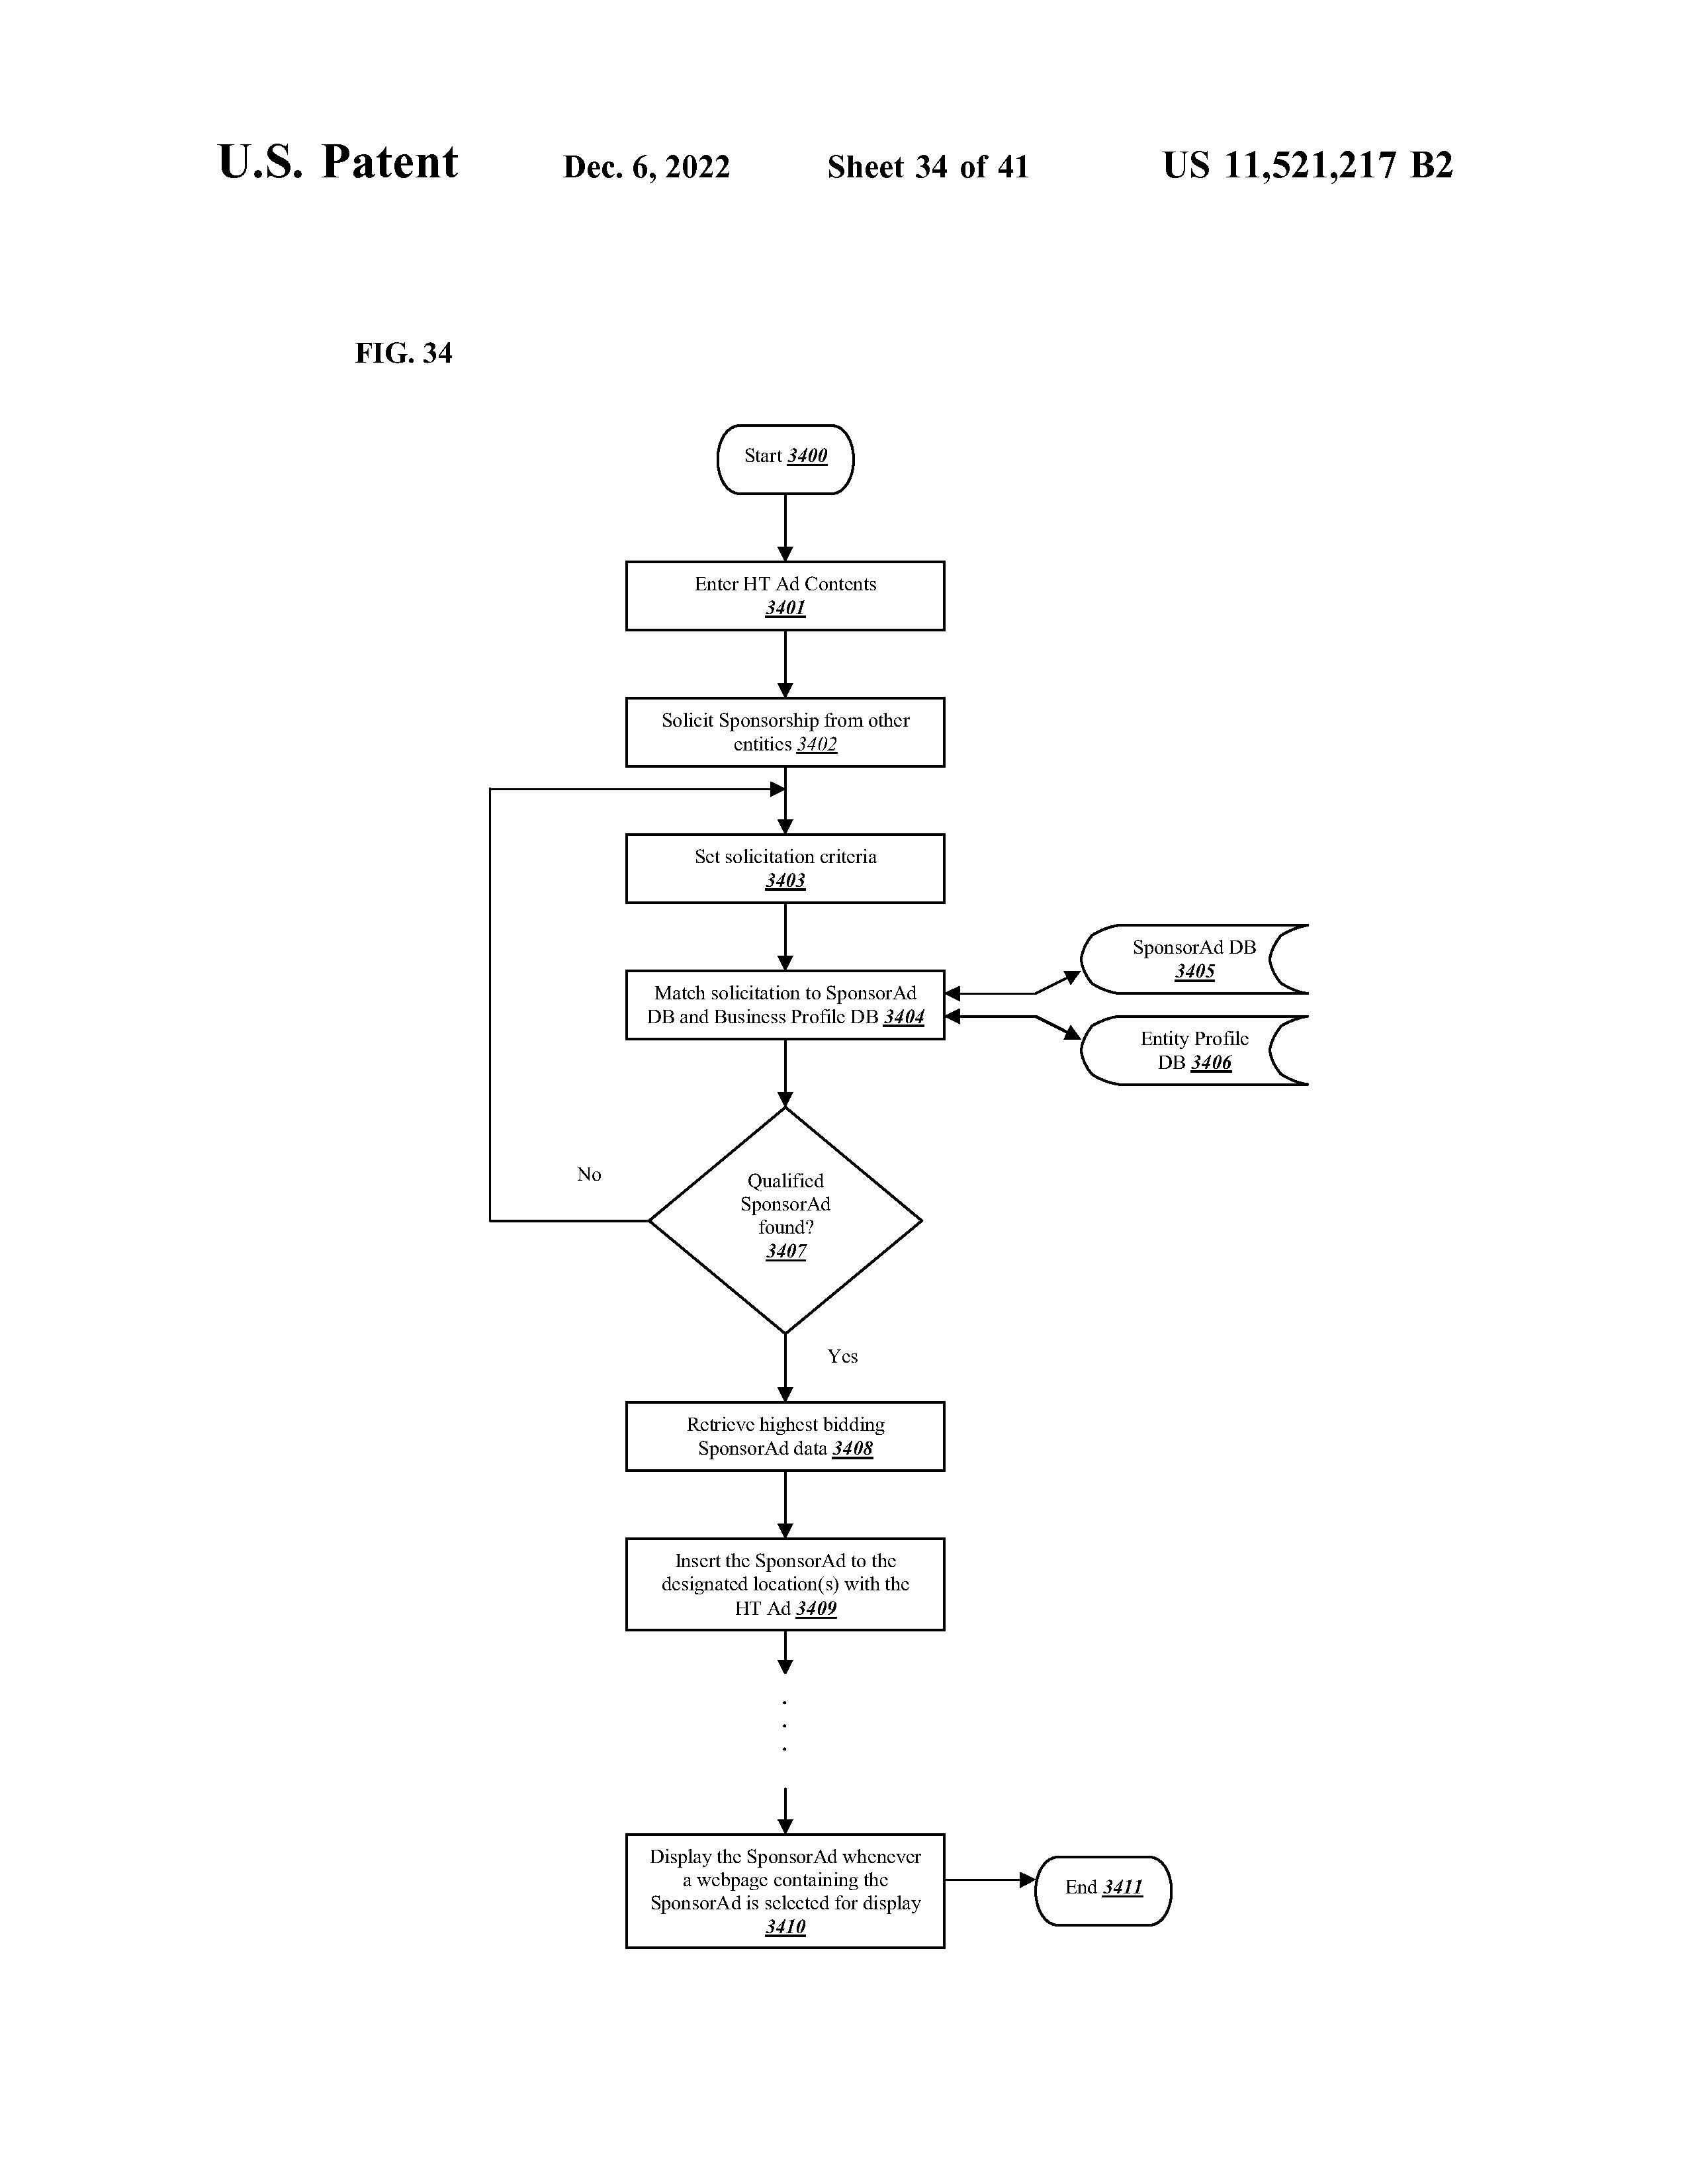 U.S. Patent Dec. 6, 2022 Sheet 34 of 41 US 11,521,217 B2
FIG. 34
Start 3400
Enter HT Ad Contents
3401
Solicit Sponsorship from other
entities 3402
Set solicitation criteria
3403
Match solicitation to SponsorAd
DB and Business Profile DB 3404
SponsorAd DB
3405
Entity Profile
DB 3406
No
Qualified
SponsorAd
found?
3407
Yes
Retrieve highest bidding
SponsorAd data 3408
Insert the SponsorAd to the
designated location(s) with the
HT Ad 3409
.
.
.
Display the SponsorAd whenever
a webpage containing the
SponsorAd is selected for display
3410
End 3411